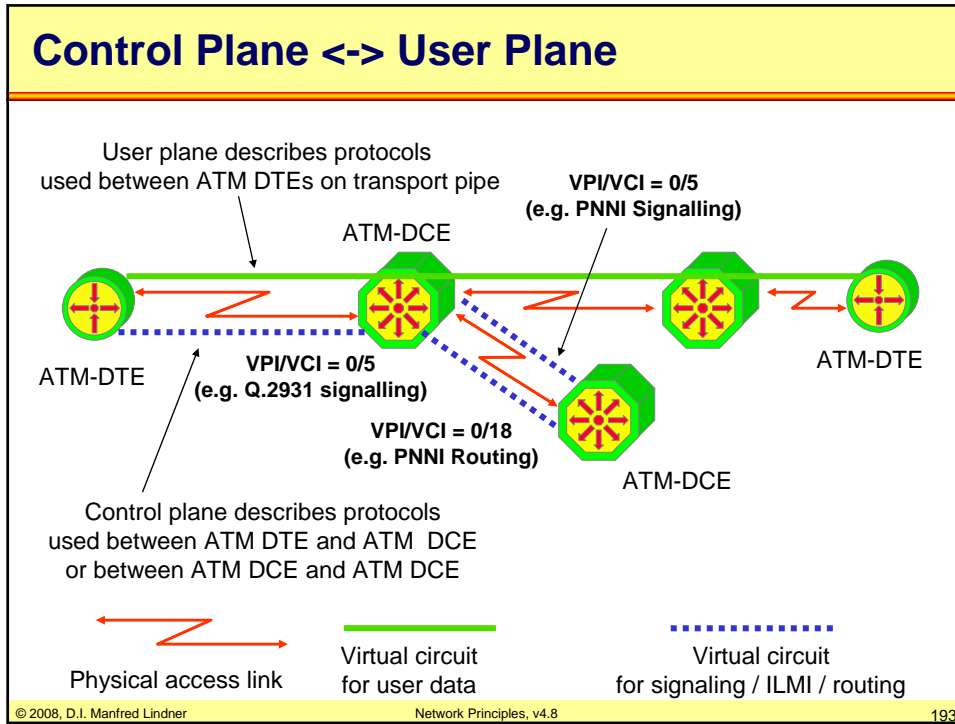 Control Plane <-> User Plane
User plane describes protocols
used between ATM DTEs on transport pipe
VPI/VCI = 0/5
(e.g. PNNI Signalling)
ATM-DCE
ATM-DTE
VPI/VCI = 0/5
(e.g. Q.2931 signalling)
ATM-DTE
VPI/VCI = 0/18
(e.g. PNNI Routing)
ATM-DCE
Control plane describes protocols
used between ATM DTE and ATM DCE
or between ATM DCE and ATM DCE
Physical access link
Virtual circuit
for user data
Virtual circuit
for signaling / ILMI / routing
© 2008, D.I. Manfred Lindner
Network Principles, v4.8
193